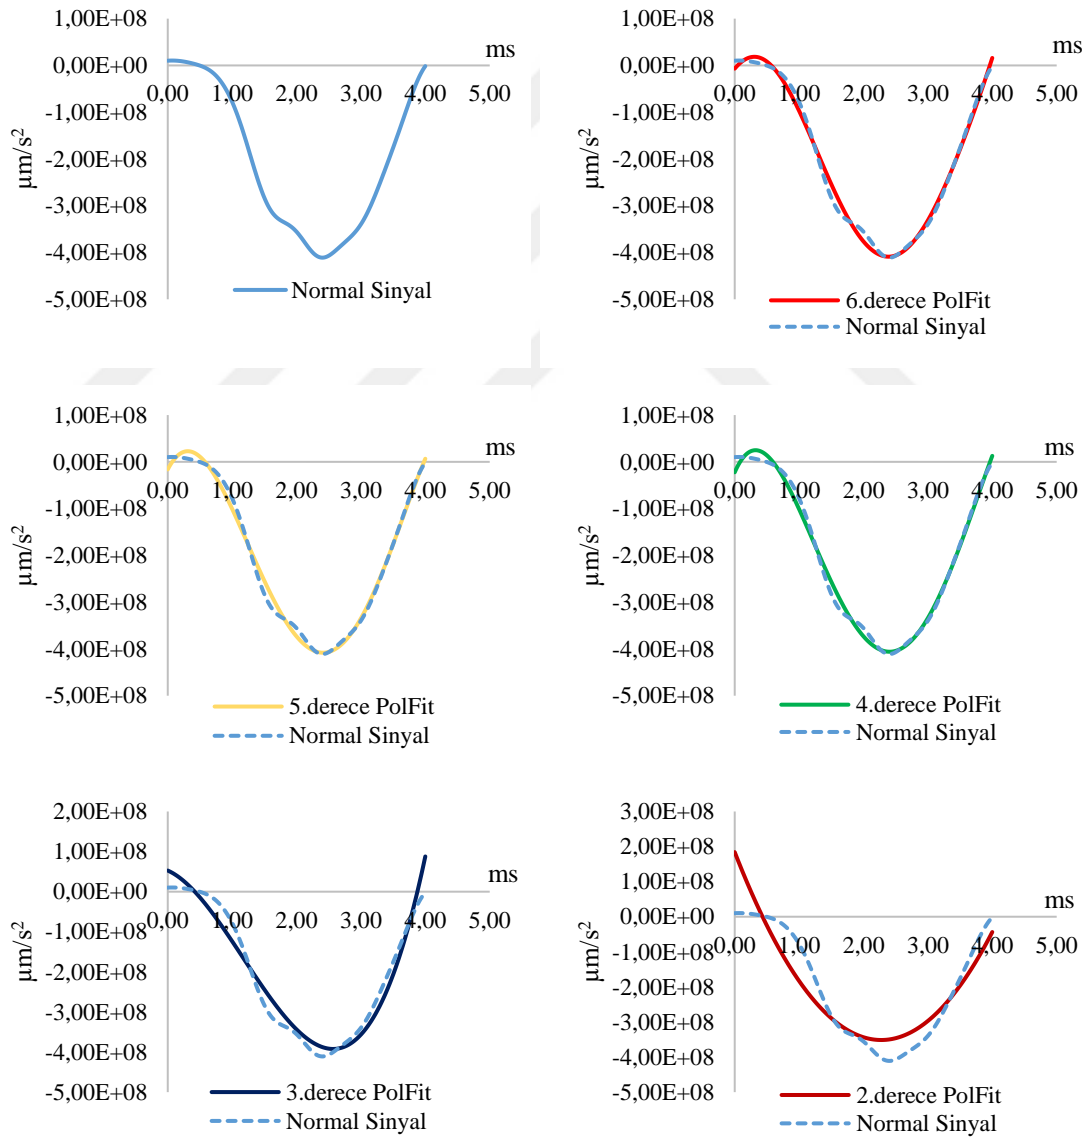 1,00E+08
0,00E+00
-1,00E+08
-2,00E+08
-3,00E+08
-4,00E+08
-5,00E+08
0,00 1,00 2,00 3,00 4,00 5,00
ms
µm/s²
Normal Sinyal
1,00E+08
0,00E+00
-1,00E+08
-2,00E+08
-3,00E+08
-4,00E+08
-5,00E+08
0,00 1,00 2,00 3,00 4,00 5,00
ms
µm/s²
6.derece PolFit
Normal Sinyal
1,00E+08
0,00E+00
-1,00E+08
-2,00E+08
-3,00E+08
-4,00E+08
-5,00E+08
0,00 1,00 2,00 3,00 4,00 5,00
ms
µm/s²
5.derece PolFit
Normal Sinyal
1,00E+08
0,00E+00
-1,00E+08
-2,00E+08
-3,00E+08
-4,00E+08
-5,00E+08
0,00 1,00 2,00 3,00 4,00 5,00
ms
µm/s²
4.derece PolFit
Normal Sinyal
2,00E+08
1,00E+08
0,00E+00
-1,00E+08
-2,00E+08
-3,00E+08
-4,00E+08
-5,00E+08
0,00 1,00 2,00 3,00 4,00 5,00
ms
µm/s²
3.derece PolFit
Normal Sinyal
3,00E+08
2,00E+08
1,00E+08
0,00E+00
-1,00E+08
-2,00E+08
-3,00E+08
-4,00E+08
-5,00E+08
0,00 1,00 2,00 3,00 4,00 5,00
ms
µm/s²
2.derece PolFit
Normal Sinyal